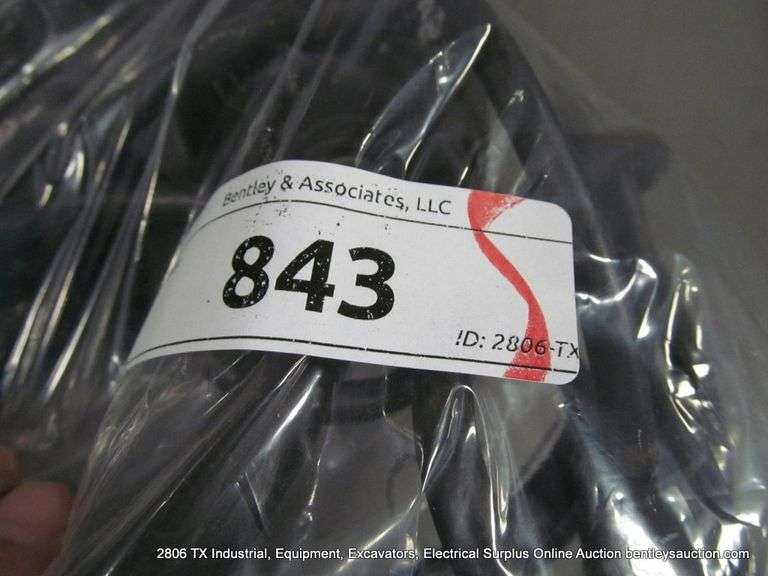 Bentley & Associates, LLC
843
ID: 2806-TX
2806 TX Industrial, Equipment, Excavators, Electrical Surplus Online Auction bentleysauction.com